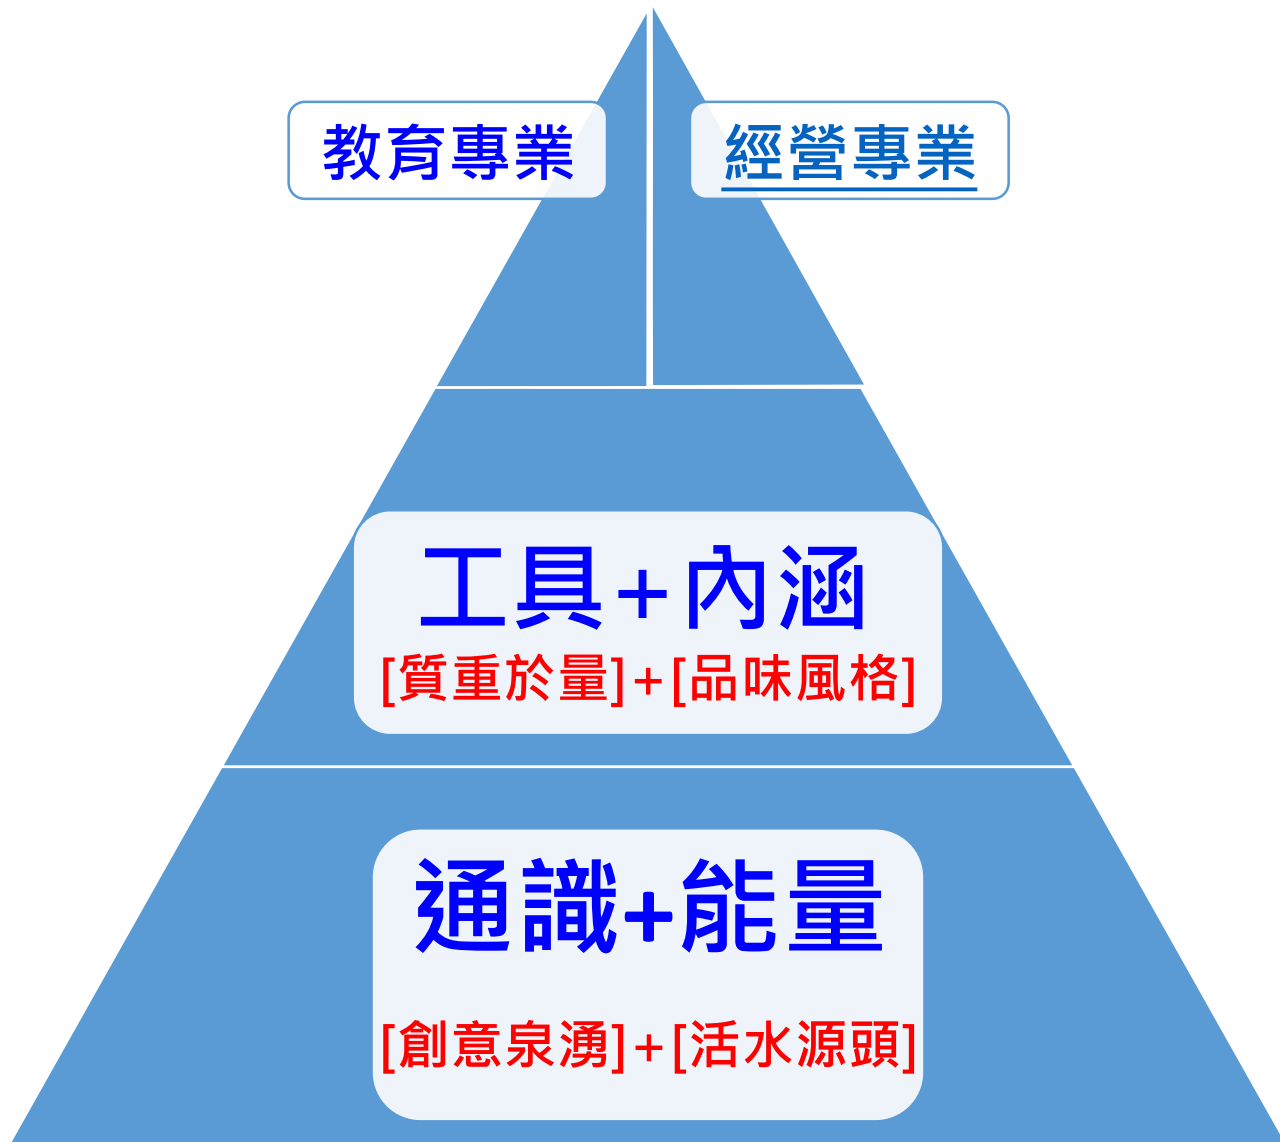 教育專業
經營專業
工具+內涵
[質重於量]+[品味風格]
通識+能量
[創意泉湧]+[活水源頭]